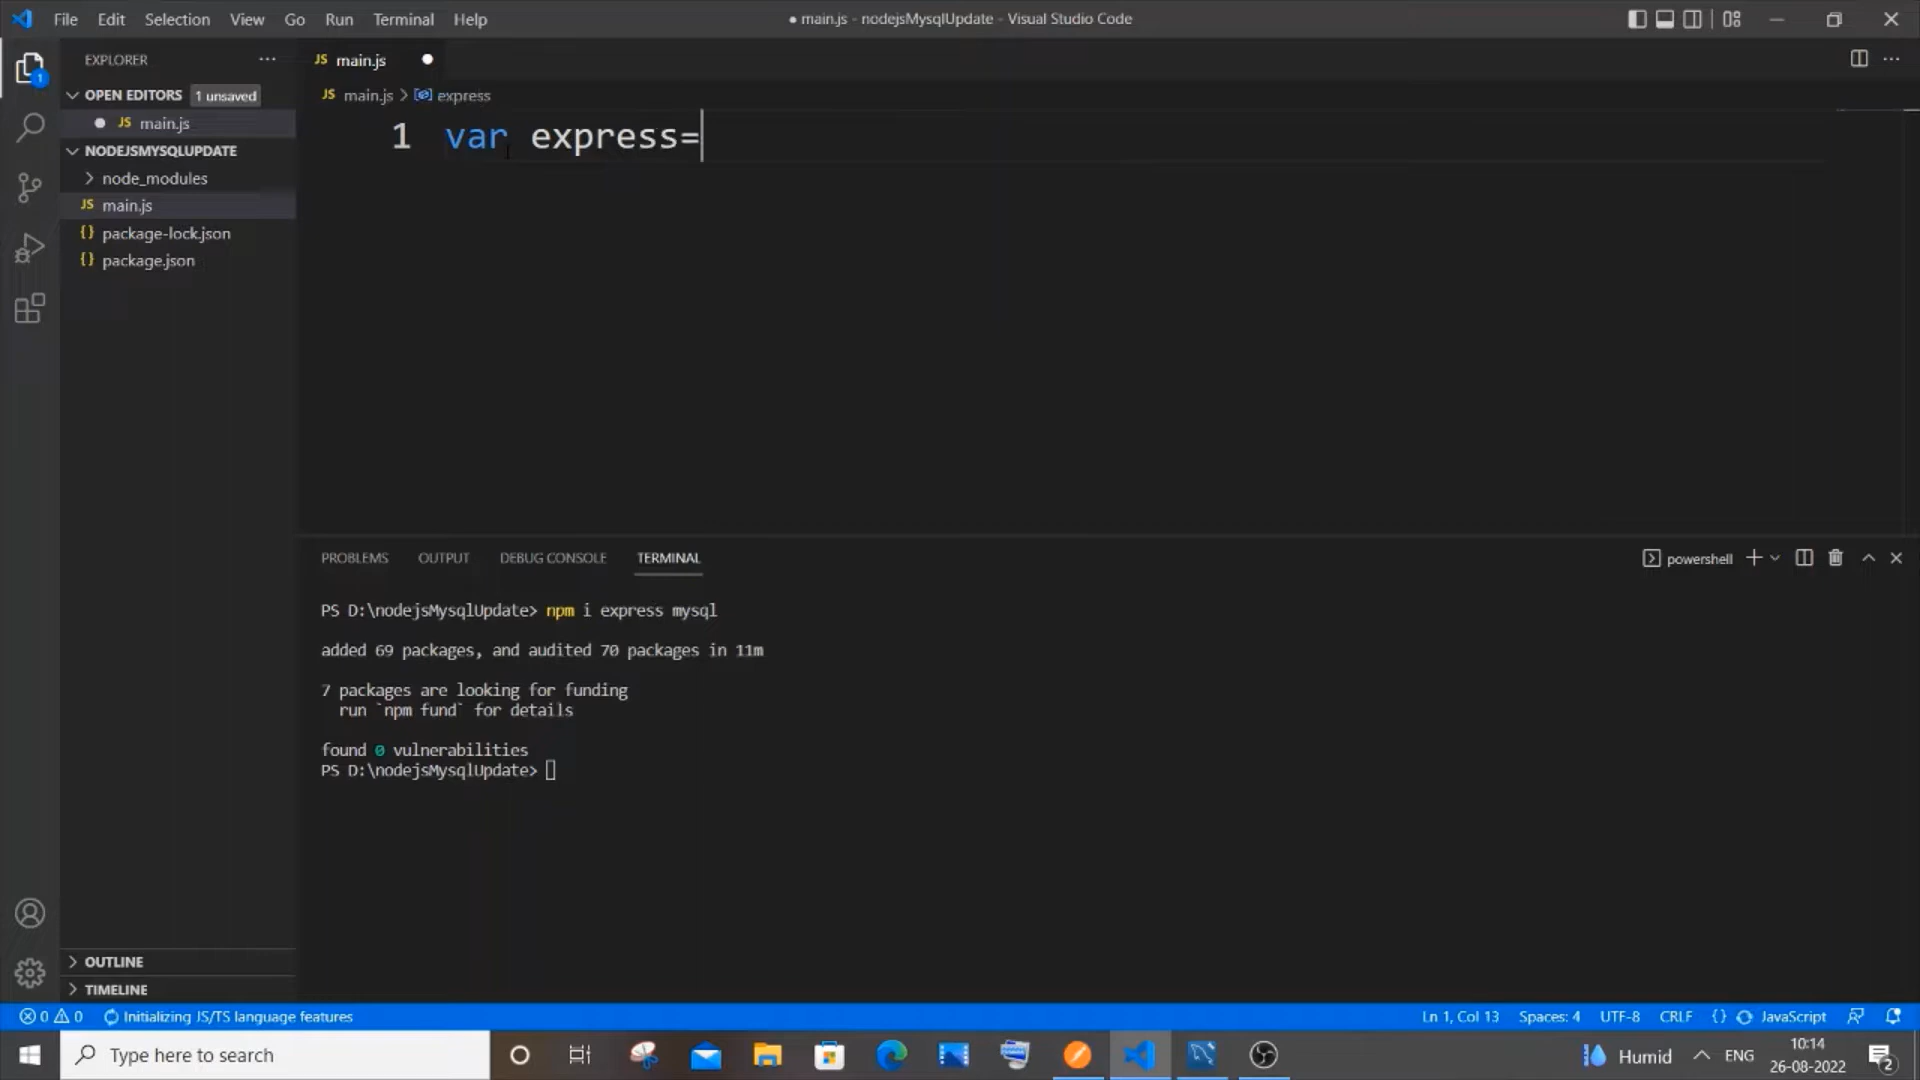 File Edit Selection View Go Run Terminal Help
● main.js - nodejsMysqlUpdate - Visual Studio Code
EXPLORER
1
OPEN EDITORS 1 unsaved
JS main.js
NODEJSMYSQLUPDATE
node_modules
JS main.js
{} package-lock.json
{} package.json
OUTLINE
TIMELINE
JS main.js
JS main.js > express
1 var express=
PROBLEMS OUTPUT DEBUG CONSOLE TERMINAL
powershell
PS D:\nodejsMysqlUpdate> npm i express mysql
added 69 packages, and audited 70 packages in 11m
7 packages are looking for funding
run `npm fund` for details
found 0 vulnerabilities
PS D:\nodejsMysqlUpdate>
0 0 Initializing JS/TS language features
Ln 1, Col 13 Spaces: 4 UTF-8 CRLF {} JavaScript
Type here to search
Humid ENG
10:14
26-08-2022
2